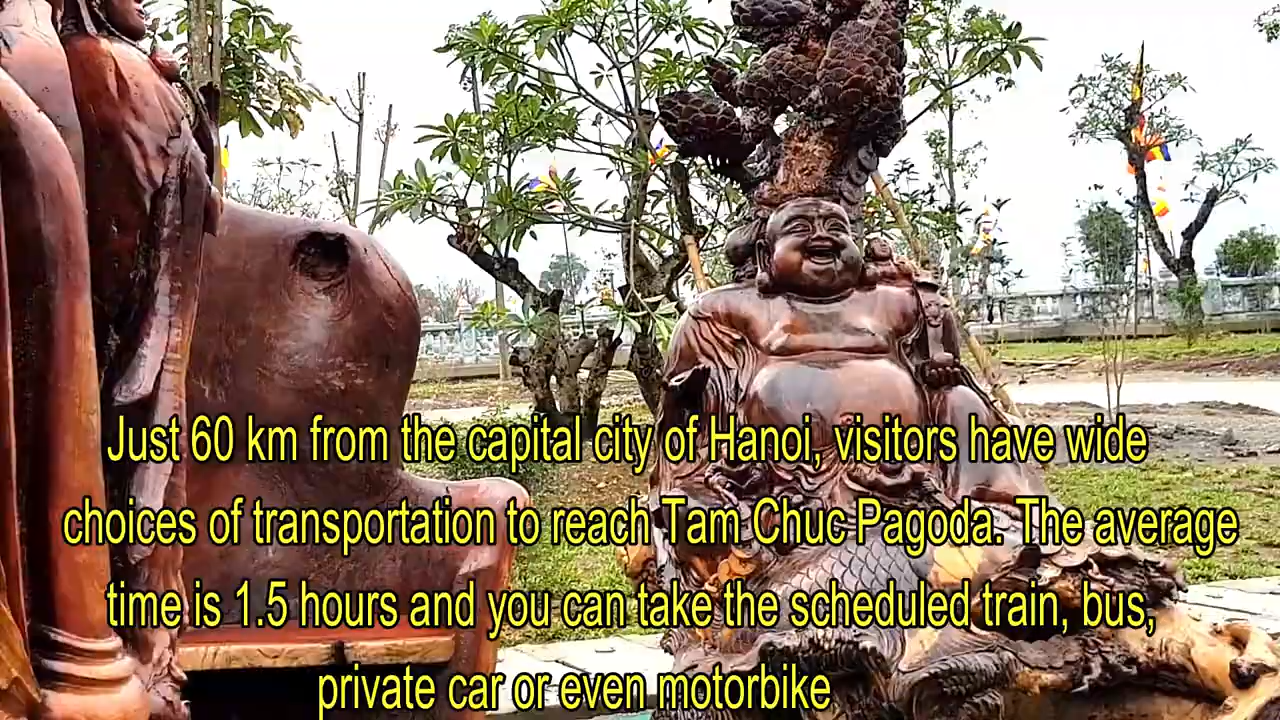 Just 60 km from the capital city of Hanoi, visitors have wide
choices of transportation to reach Tam Chuc Pagoda. The average
time is 1.5 hours and you can take the scheduled train, bus,
private car or even motorbike